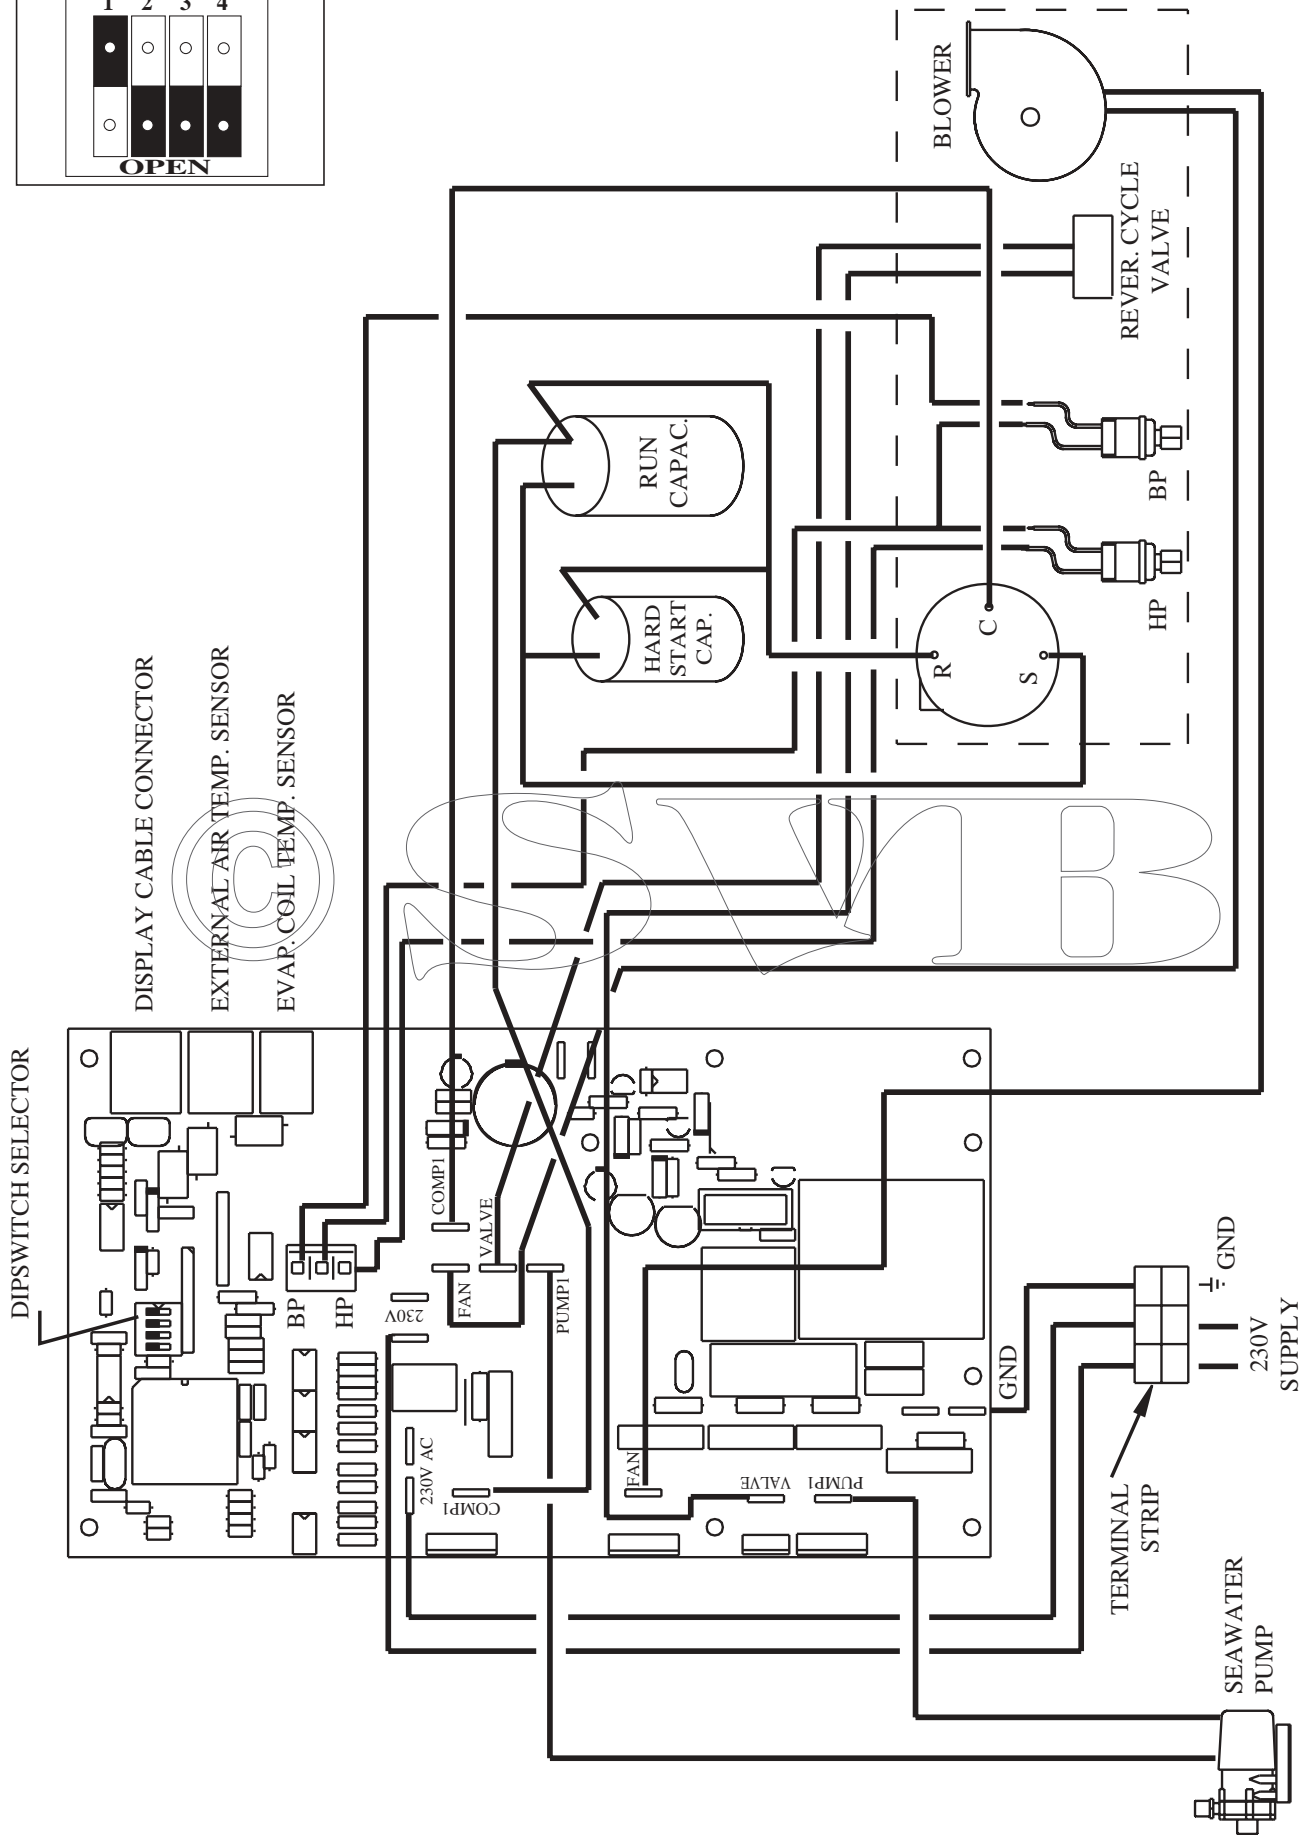 1 2 3 4
OPEN
BLOWER
REVER. CYCLE
VALVE
RUN
CAPAC.
HARD
START
CAP.
BP
HP
C
R
S
DISPLAY CABLE CONNECTOR
EXTERNAL AIR TEMP. SENSOR
EVAP. COIL TEMP. SENSOR
DIPSWITCH SELECTOR
BP
HP
COMP1
VALVE
FAN
PUMP1
230V
230V AC
COMP1
FAN
VALVE
PUMP1
GND
GND
230V
SUPPLY
TERMINAL
STRIP
SEAWATER
PUMP